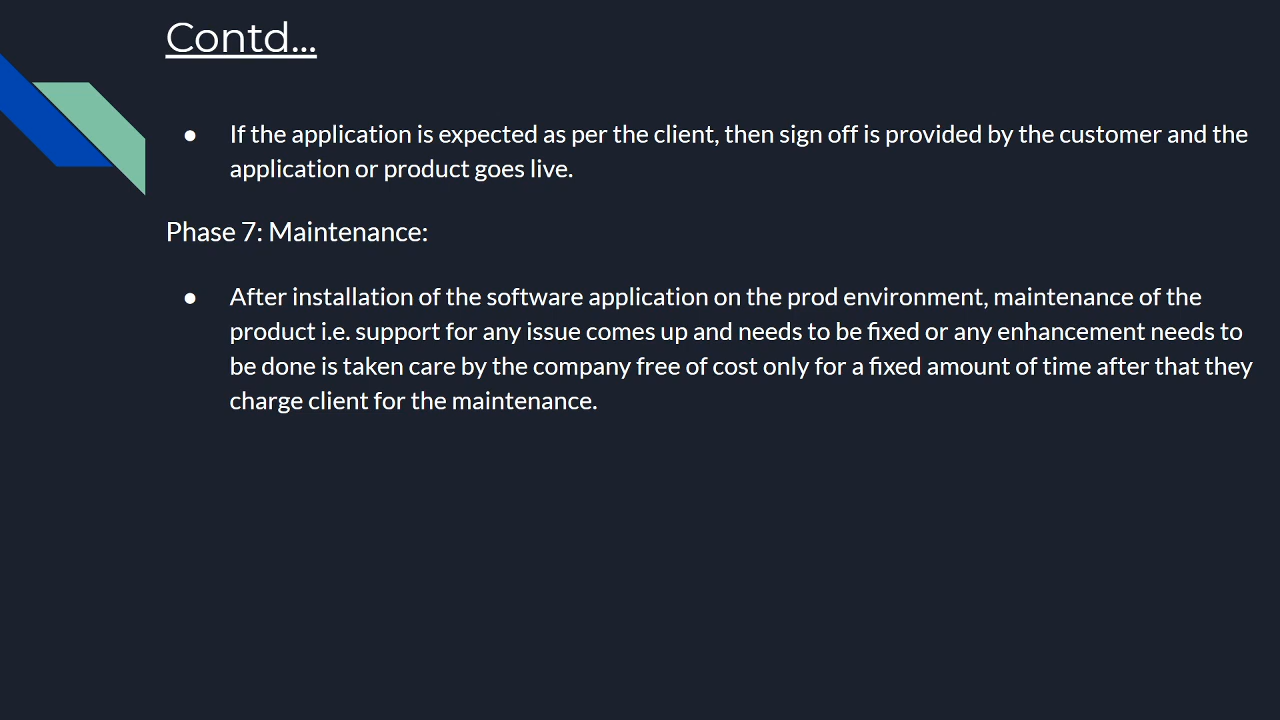 Contd...
● If the application is expected as per the client, then sign off is provided by the customer and the
application or product goes live.
Phase 7: Maintenance:
● After installation of the software application on the prod environment, maintenance of the
product i.e. support for any issue comes up and needs to be fixed or any enhancement needs to
be done is taken care by the company free of cost only for a fixed amount of time after that they
charge client for the maintenance.